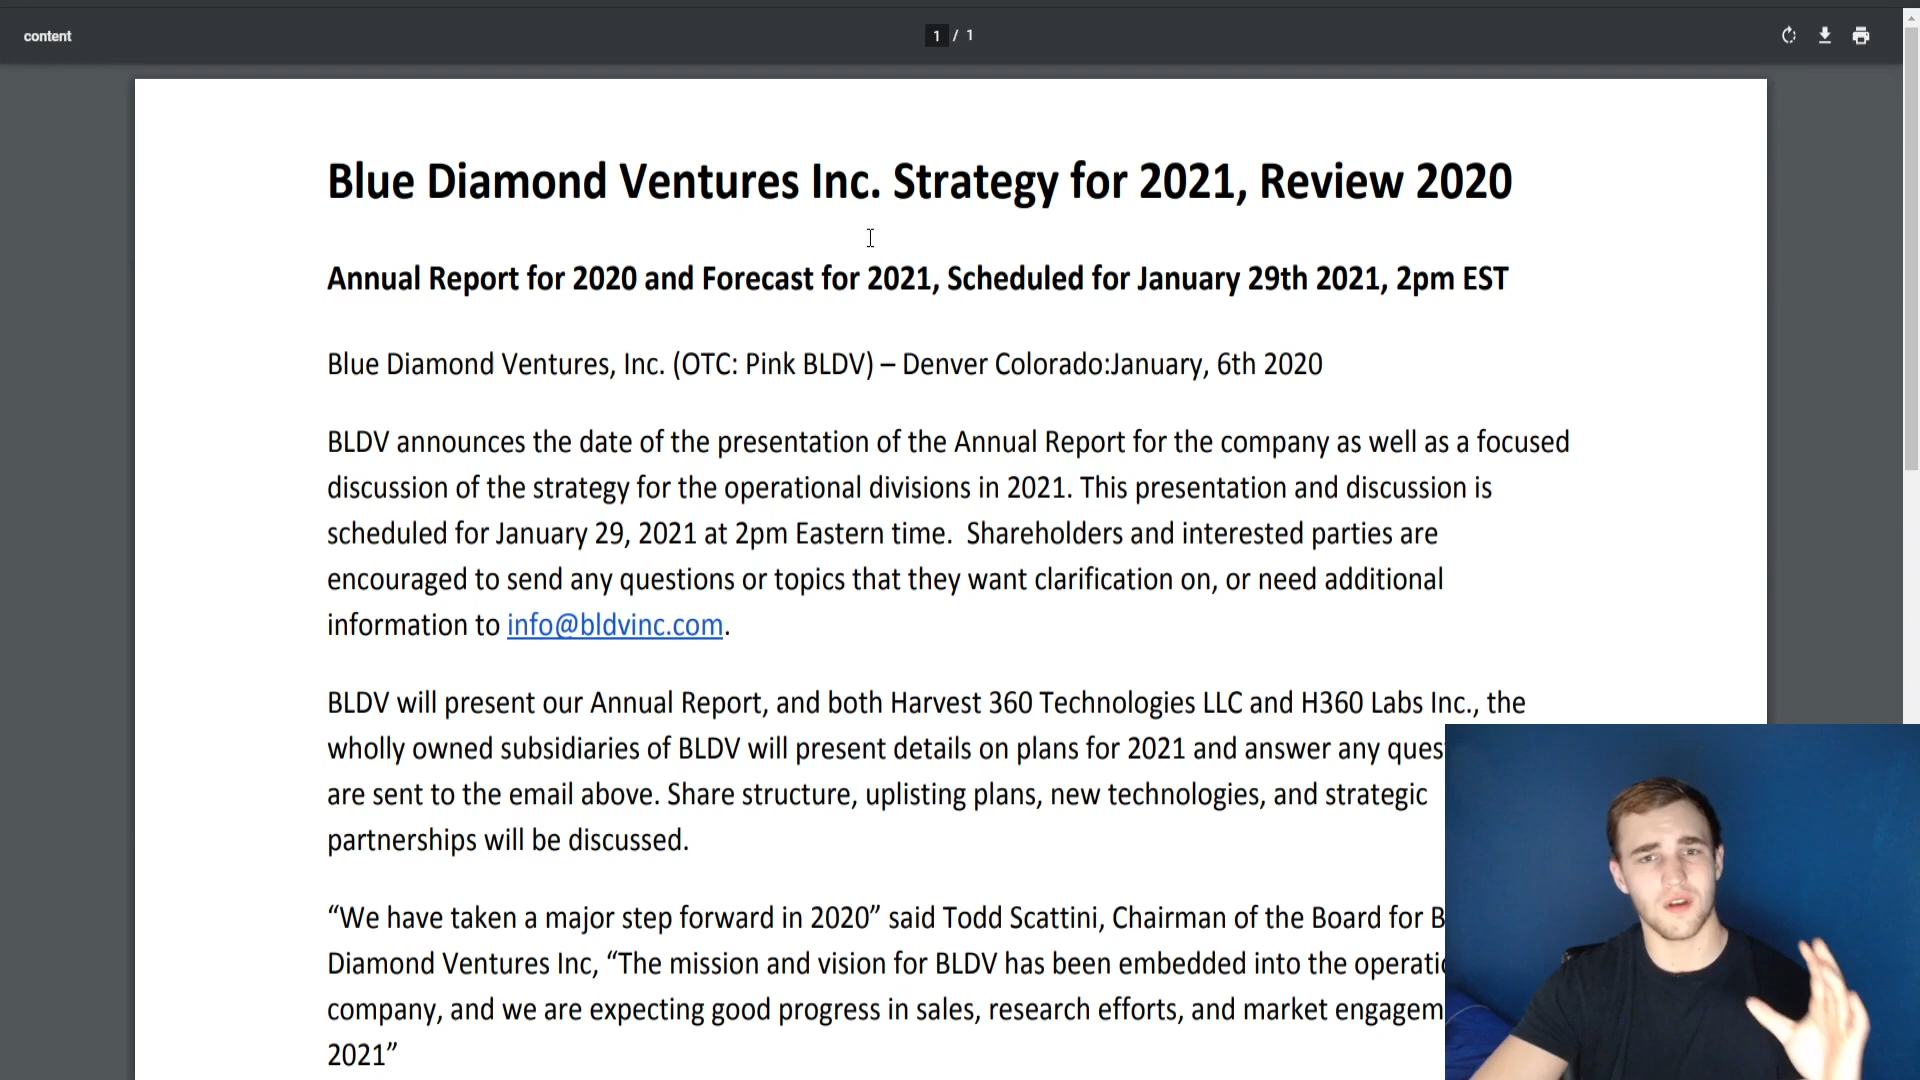 content
1 / 1
Blue Diamond Ventures Inc. Strategy for 2021, Review 2020
Annual Report for 2020 and Forecast for 2021, Scheduled for January 29th 2021, 2pm EST
Blue Diamond Ventures, Inc. (OTC: Pink BLDV) – Denver Colorado:January, 6th 2020
BLDV announces the date of the presentation of the Annual Report for the company as well as a focused
discussion of the strategy for the operational divisions in 2021. This presentation and discussion is
scheduled for January 29, 2021 at 2pm Eastern time.  Shareholders and interested parties are
encouraged to send any questions or topics that they want clarification on, or need additional
information to info@bldvinc.com.
BLDV will present our Annual Report, and both Harvest 360 Technologies LLC and H360 Labs Inc., the
wholly owned subsidiaries of BLDV will present details on plans for 2021 and answer any
are sent to the email above. Share structure, uplisting plans, new technologies, and strategic
partnerships will be discussed.
“We have taken a major step forward in 2020” said Todd Scattini, Chairman of the Board for
Diamond Ventures Inc, “The mission and vision for BLDV has been embedded into the
company, and we are expecting good progress in sales, research efforts, and market
2021”